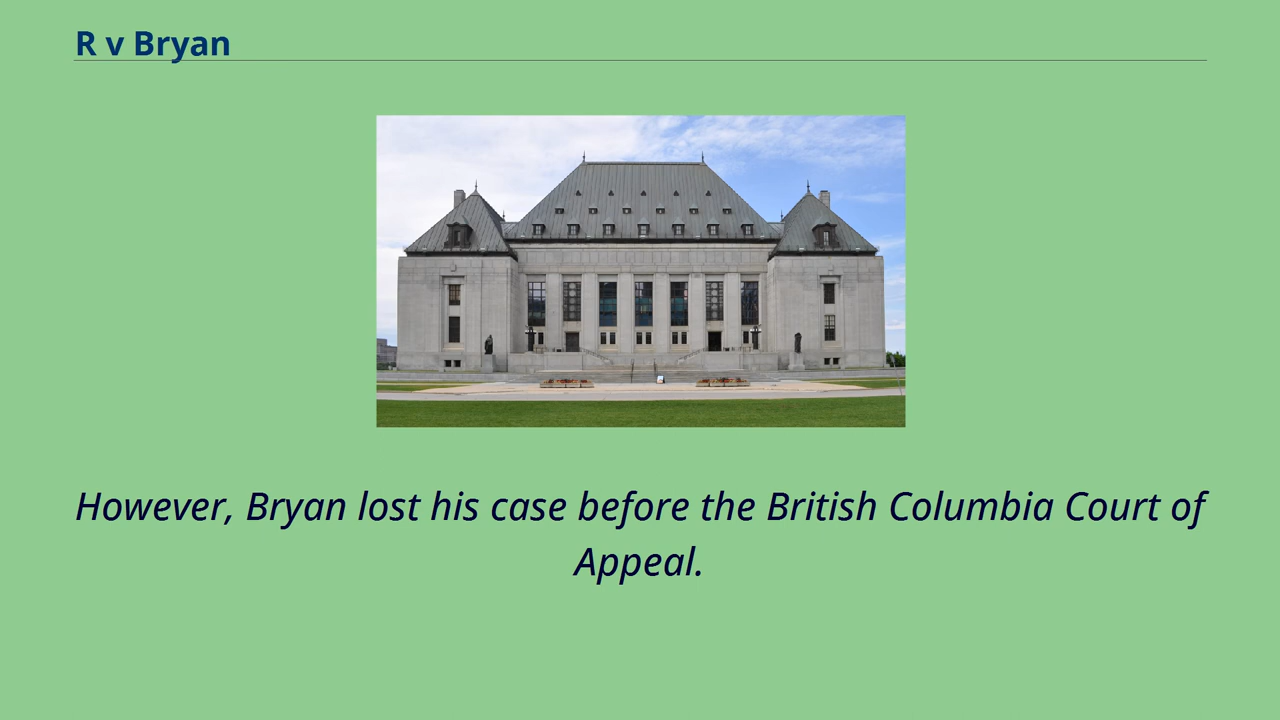 R v Bryan
However, Bryan lost his case before the British Columbia Court of
Appeal.